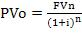 PVo = FVn / (1+i)^n